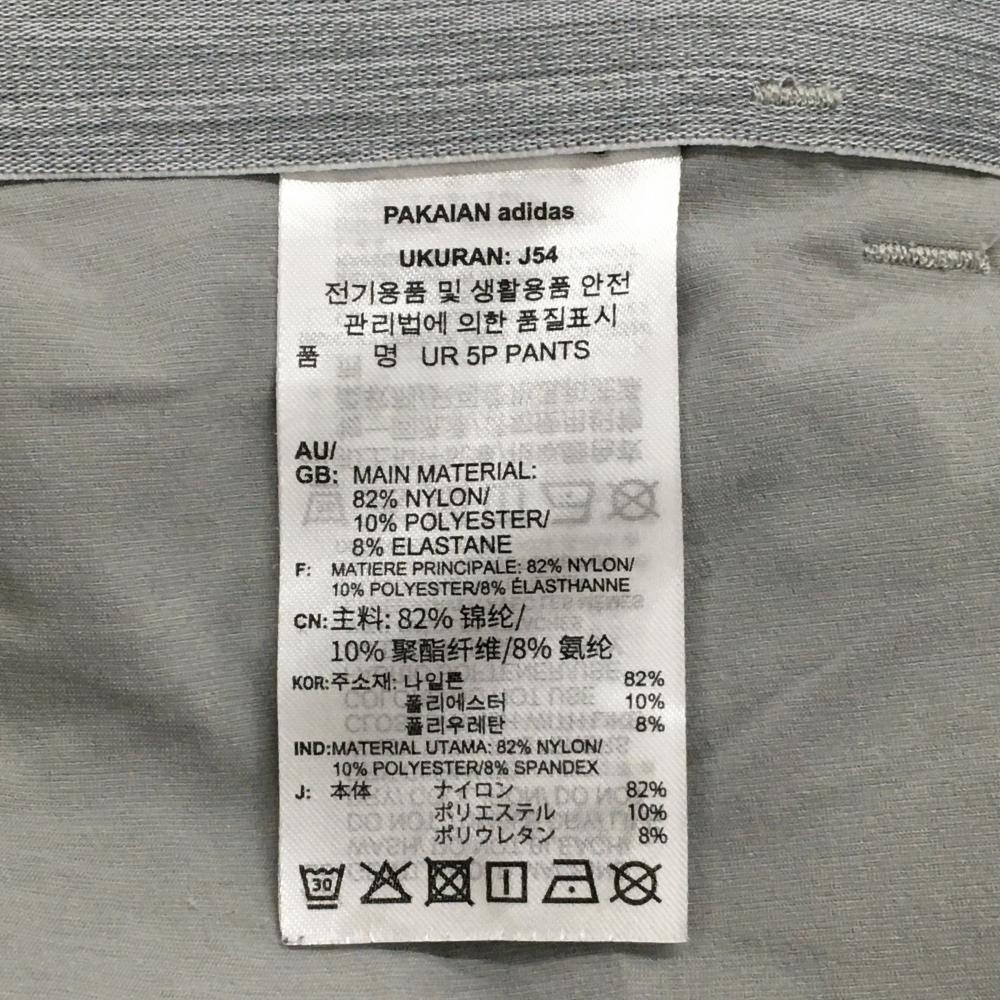 PAKAIAN adidas
UKURAN: J54
전기용품 및 생활용품 안전
관리법에 의한 품질표시
품 명 UR 5P PANTS
AU/
GB: MAIN MATERIAL:
82% NYLON/
10% POLYESTER/
8% ELASTANE
F: MATIERE PRINCIPALE: 82% NYLON/
10% POLYESTER/8% ÉLASTHANNE
CN: 主料: 82% 锦纶/
10% 聚酯纤维/8% 氨纶
KOR: 주소재: 나일론 82%
폴리에스터 10%
폴리우레탄 8%
IND: MATERIAL UTAMA: 82% NYLON/
10% POLYESTER/8% SPANDEX
J: 本体 ナイロン 82%
ポリエステル 10%
ポリウレタン 8%
30